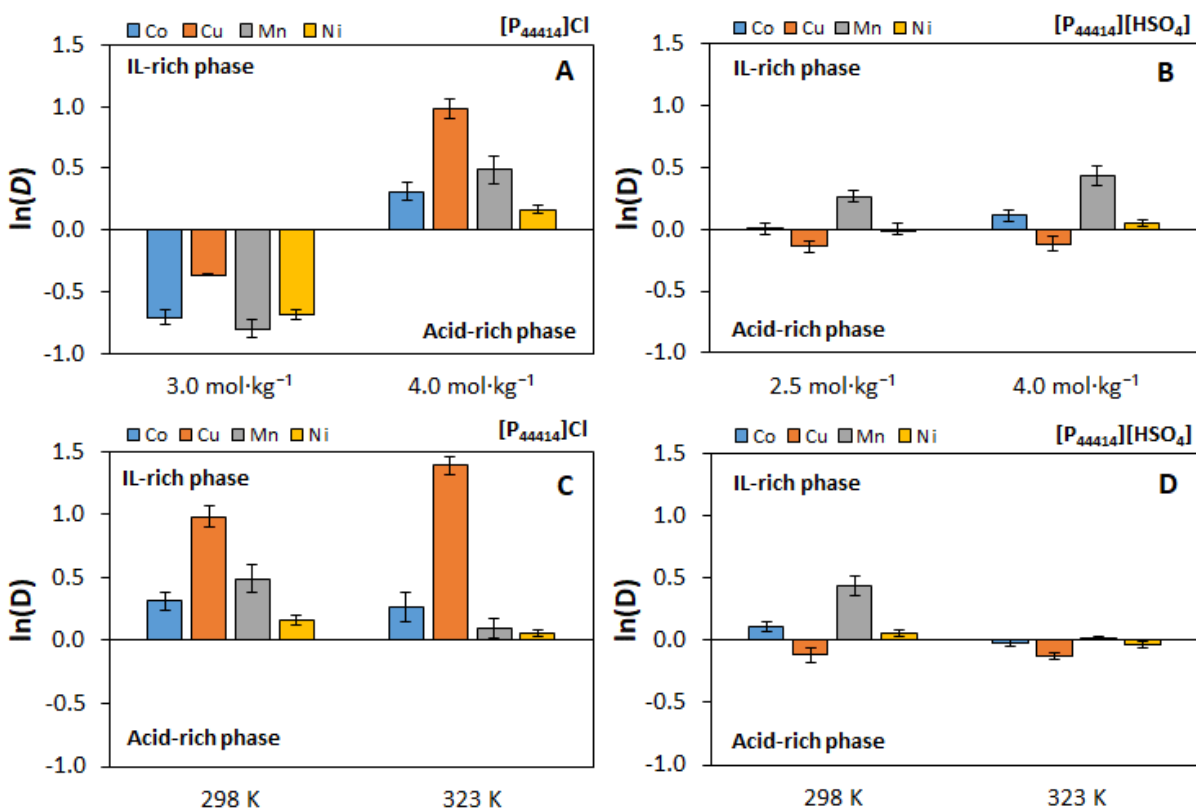 Co Cu Mn Ni [P₄₄₄₁₄]Cl
1.5
1.0
0.5
0.0
-0.5
-1.0
ln(D)
IL-rich phase
A
Acid-rich phase
3.0 mol·kg⁻¹ 4.0 mol·kg⁻¹
Co Cu Mn Ni [P₄₄₄₁₄][HSO₄]
1.5
1.0
0.5
0.0
-0.5
-1.0
ln(D)
IL-rich phase
B
Acid-rich phase
2.5 mol·kg⁻¹ 4.0 mol·kg⁻¹
Co Cu Mn Ni [P₄₄₄₁₄]Cl
1.5
1.0
0.5
0.0
-0.5
-1.0
ln(D)
IL-rich phase
C
Acid-rich phase
298 K 323 K
Co Cu Mn Ni [P₄₄₄₁₄][HSO₄]
1.5
1.0
0.5
0.0
-0.5
-1.0
ln(D)
IL-rich phase
D
Acid-rich phase
298 K 323 K